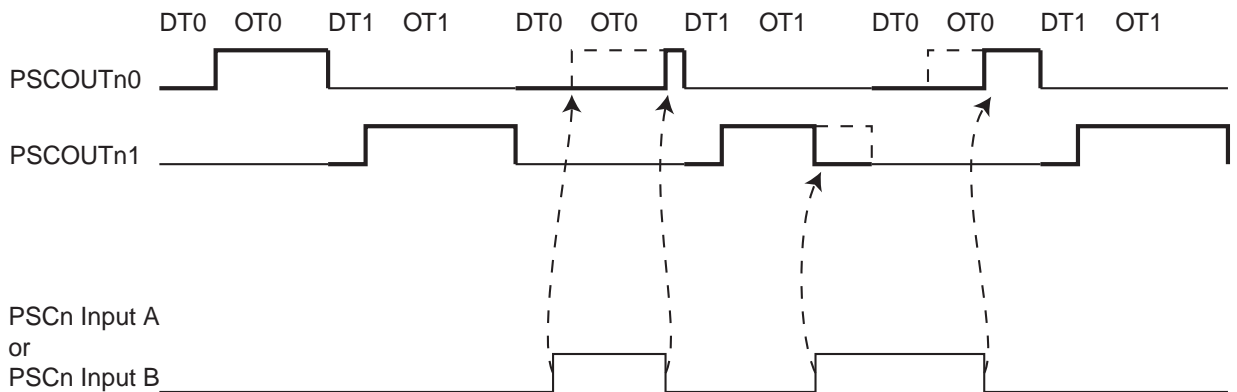 DT0 OT0 DT1 OT1 DT0 OT0 DT1 OT1 DT0 OT0 DT1 OT1
PSCOUTn0
PSCOUTn1
PSCn Input A
or
PSCn Input B